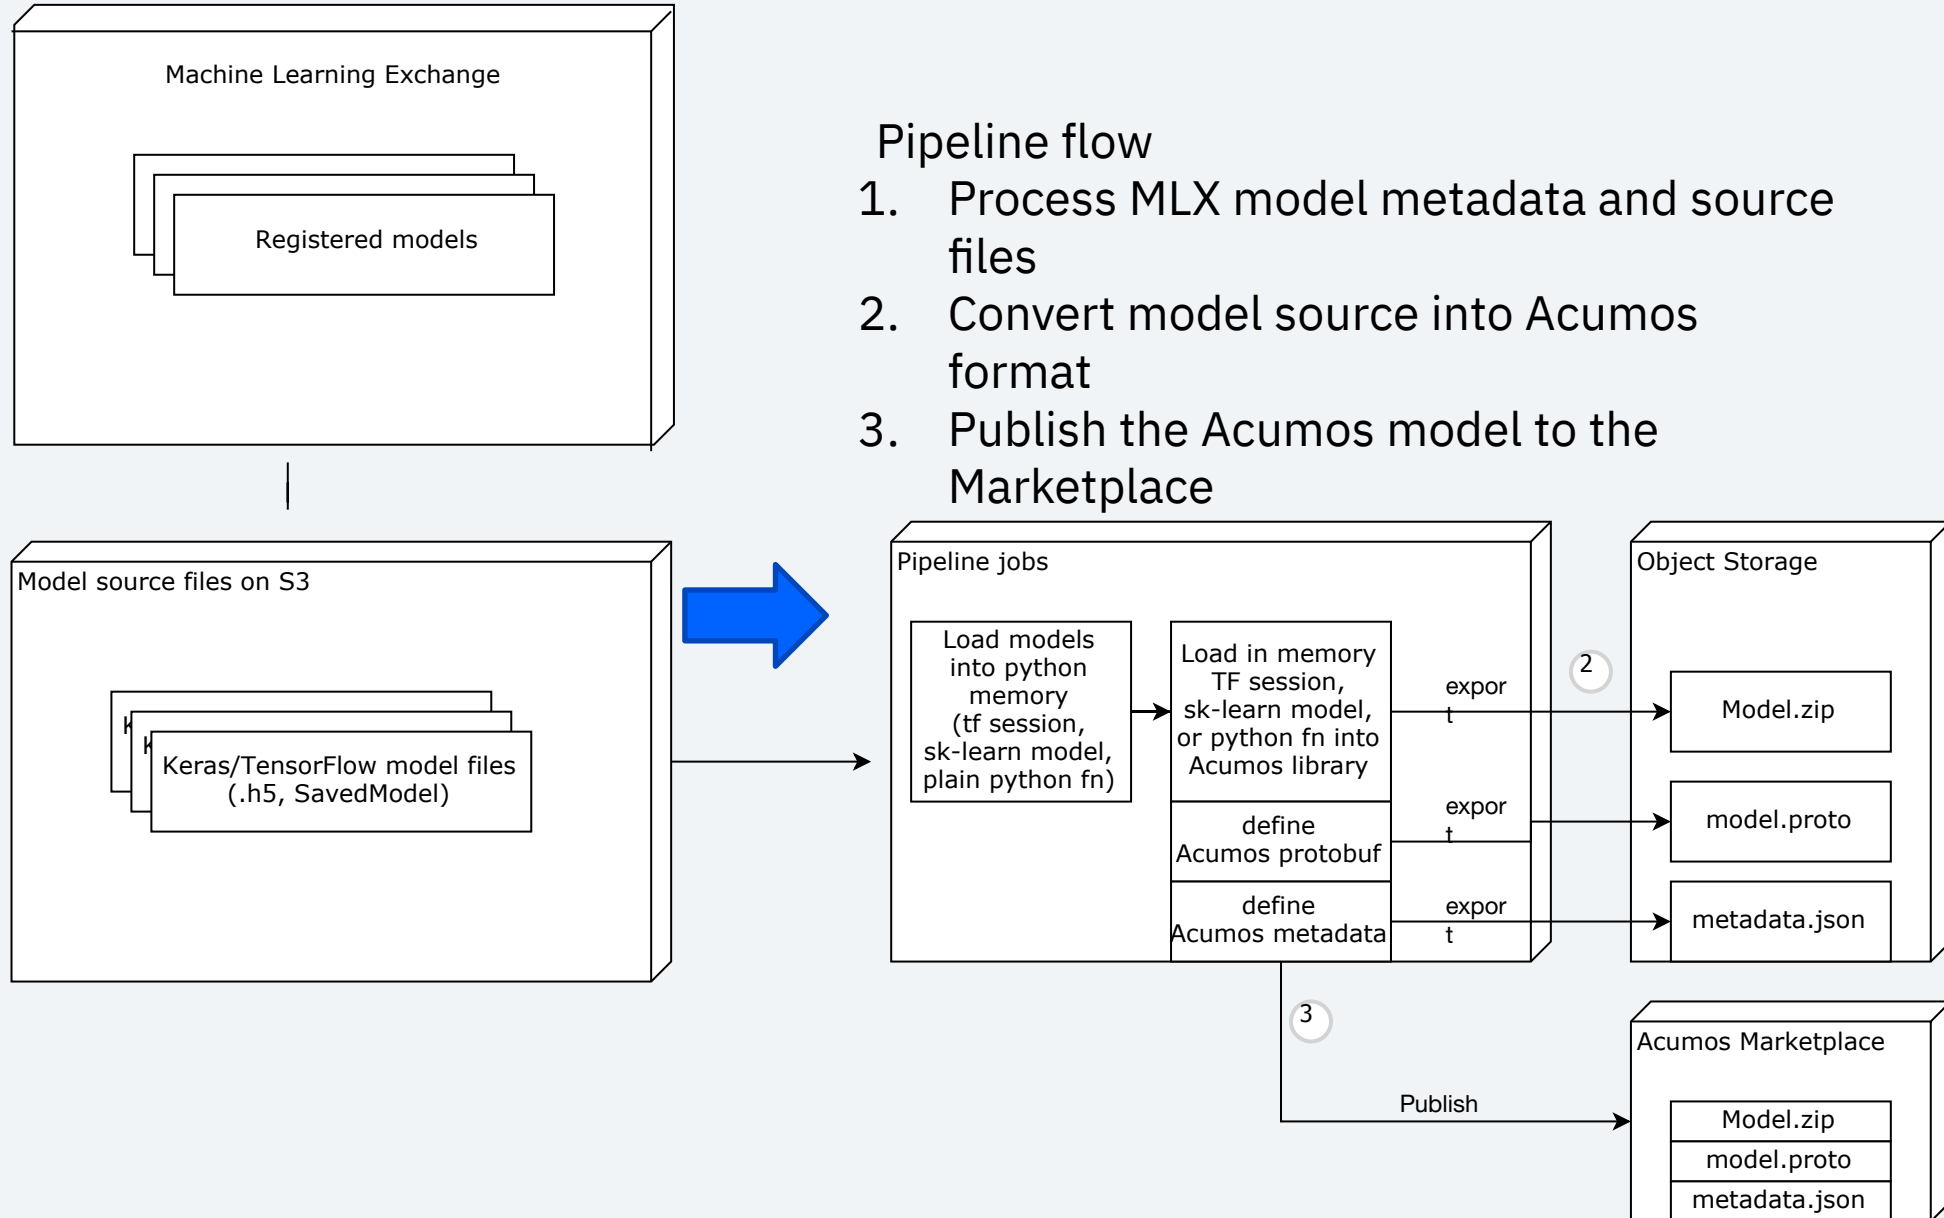 Machine Learning Exchange
Registered models
Pipeline flow
1. Process MLX model metadata and source
files
2. Convert model source into Acumos
format
3. Publish the Acumos model to the
Marketplace
Model source files on S3
K
K
Keras/TensorFlow model files
(.h5, SavedModel)
Pipeline jobs
Load models
into python
memory
(tf session,
sk-learn model,
plain python fn)
Load in memory
TF session,
sk-learn model,
or python fn into
Acumos library
define
Acumos protobuf
define
Acumos metadata
expor
t
expor
t
expor
t
2
Object Storage
Model.zip
model.proto
metadata.json
3
Publish
Acumos Marketplace
Model.zip
model.proto
metadata.json